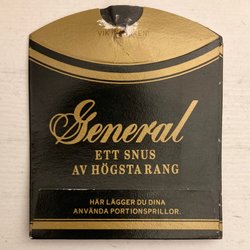 General
ETT SNUS
AV HÖGSTA RANG
HÄR LÄGGER DU DINA
ANVÄNDA PORTIONSPRILLOR.